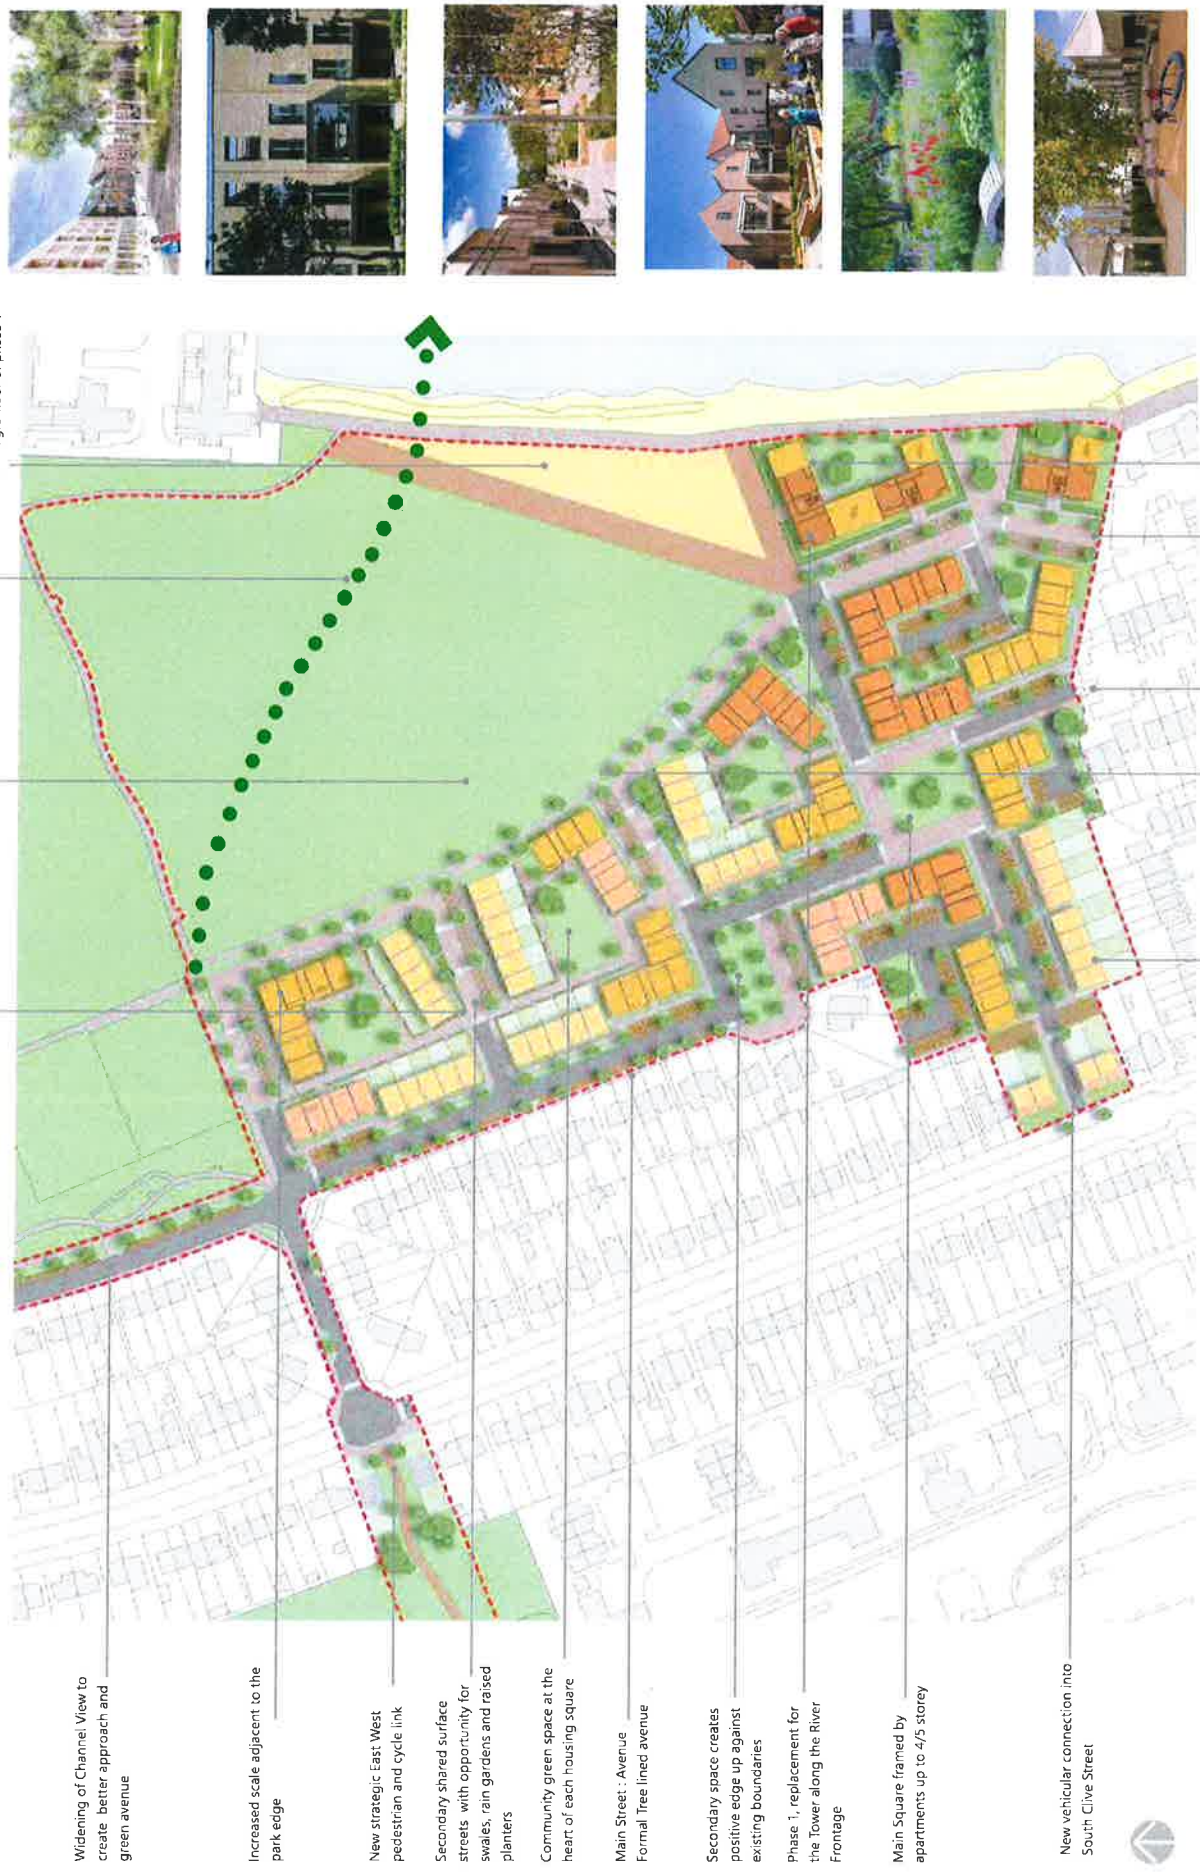 Widening of Channel View to
create better approach and
green avenue
Increased scale adjacent to the
park edge
New strategic East West
pedestrian and cycle link
Secondary shared surface
streets with opportunity for
swales, rain gardens and raised
planters
Community green space at the
heart of each housing square
Main Street : Avenue
Formal Tree lined avenue
Secondary space creates
positive edge up against
existing boundaries
Phase 1, replacement for
the Tower along the River
Frontage
Main Square framed by
apartments up to 4/5 storey
New vehicular connection into
South Clive Street